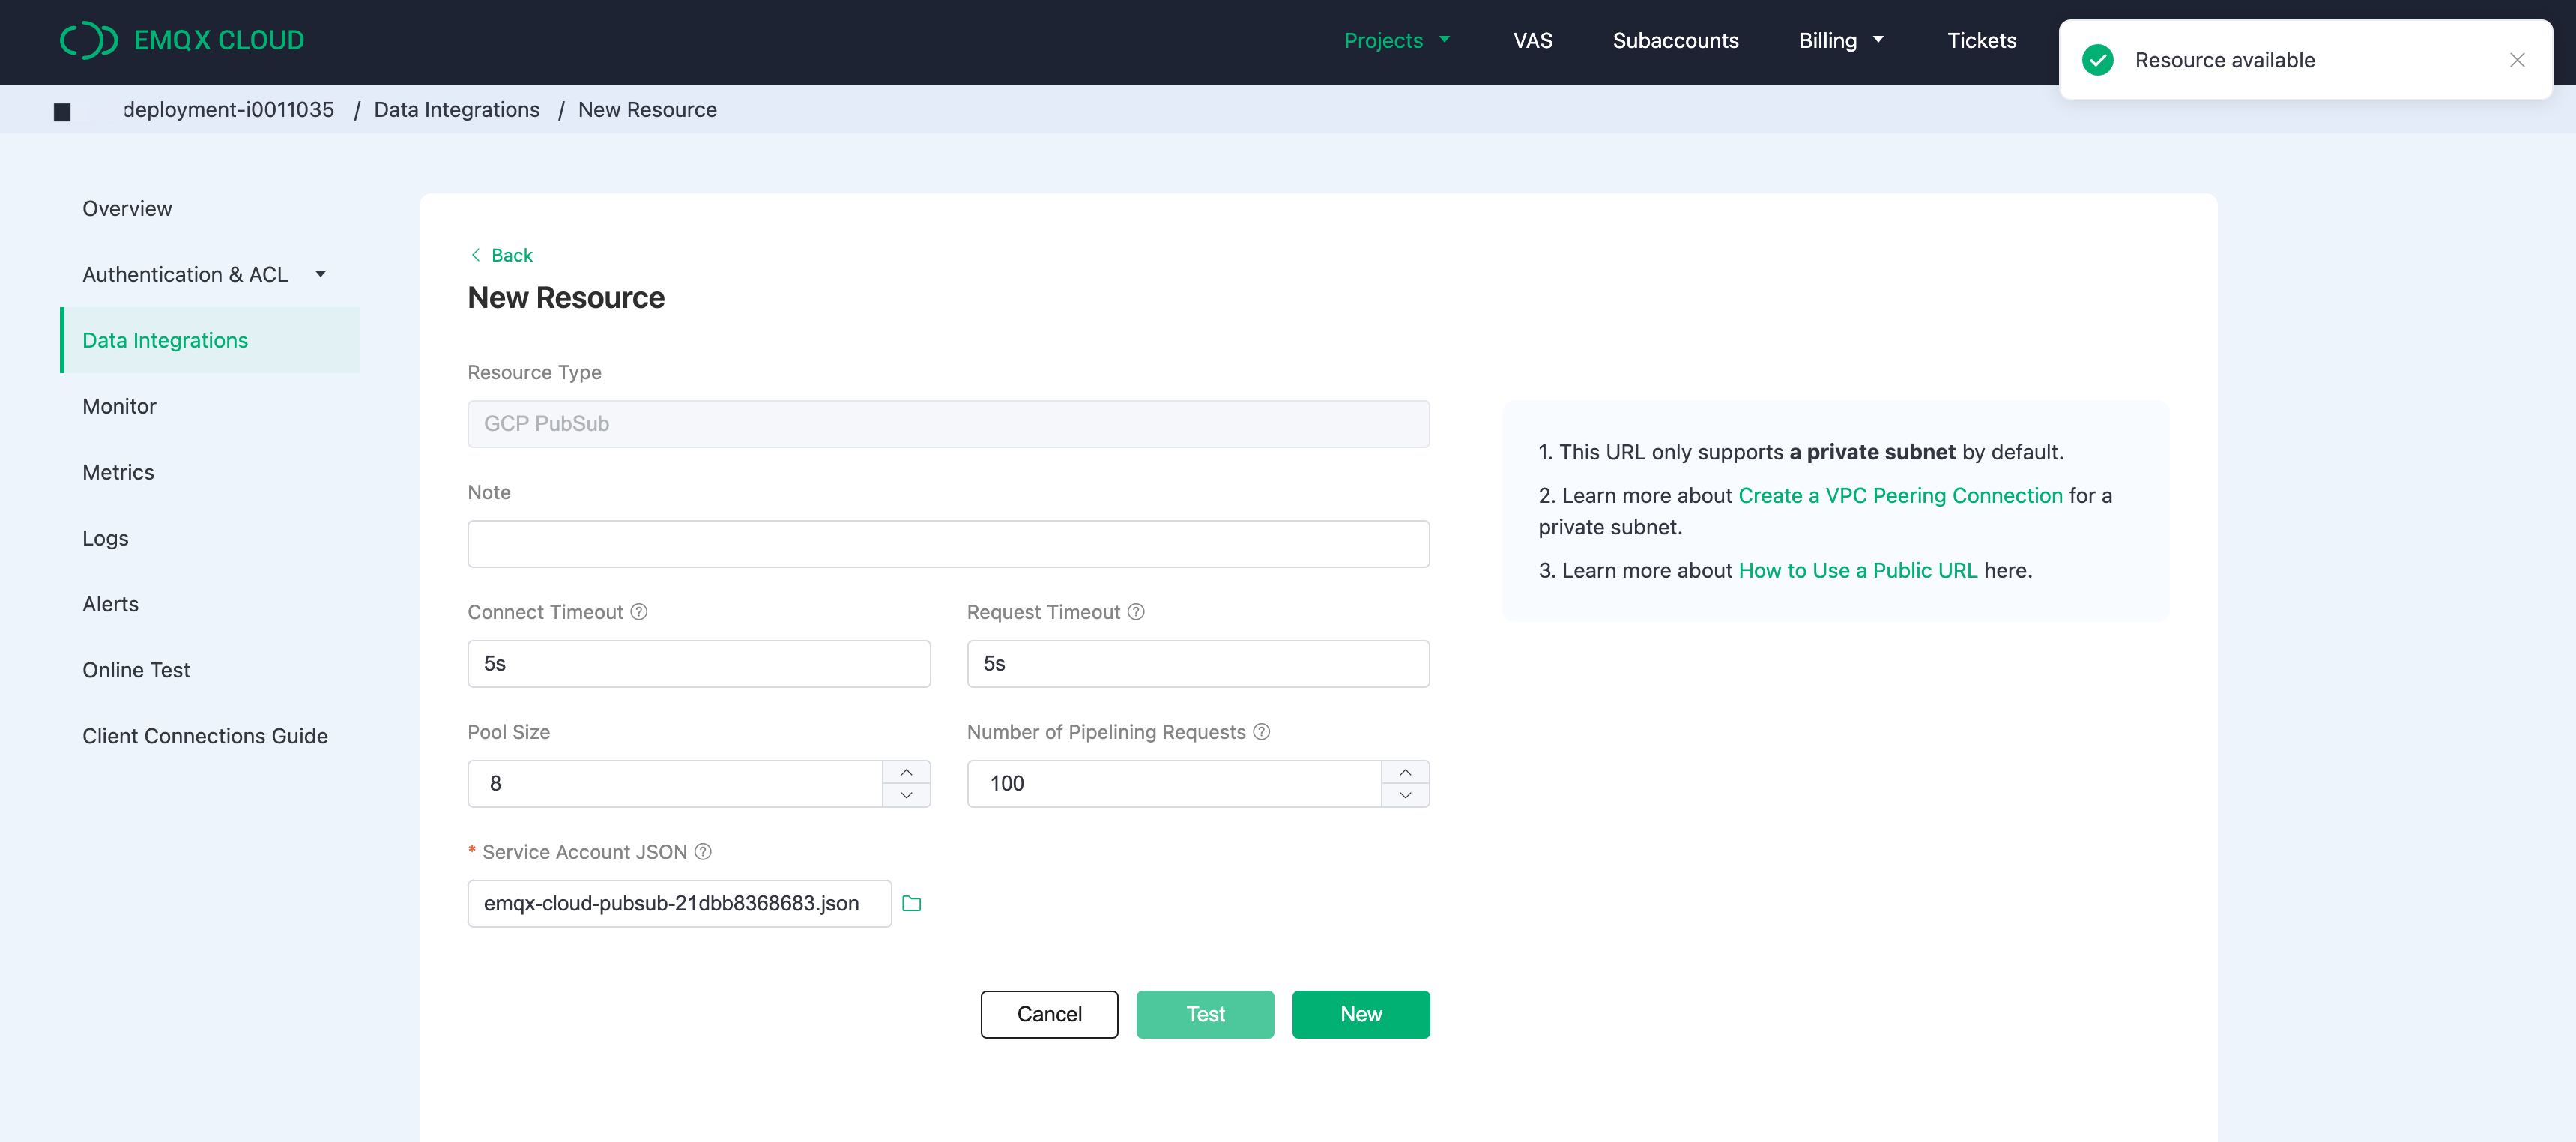 EMQX CLOUD
Projects VAS Subaccounts Billing Tickets
Resource available
deployment-i0011035 / Data Integrations / New Resource
Overview
Authentication & ACL
Data Integrations
Monitor
Metrics
Logs
Alerts
Online Test
Client Connections Guide
Back
New Resource
Resource Type
GCP PubSub
Note
Connect Timeout
Request Timeout
5s
5s
Pool Size
Number of Pipelining Requests
8
100
* Service Account JSON
emqx-cloud-pubsub-21dbb8368683.json
Cancel
Test
New
1. This URL only supports a private subnet by default.
2. Learn more about Create a VPC Peering Connection for a
private subnet.
3. Learn more about How to Use a Public URL here.